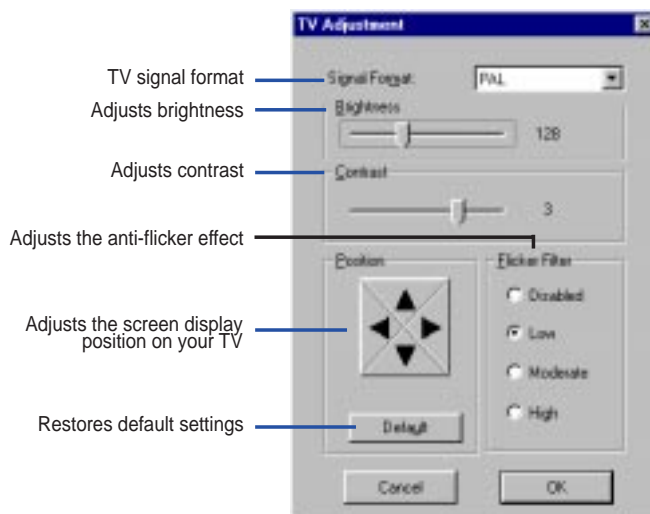 TV Adjustment
TV signal format
Signal Format:
PAL
Adjusts brightness
Brightness
128
Adjusts contrast
Contrast
3
Adjusts the anti-flicker effect
Position
Flicker Filter
Disabled
Low
Moderate
High
Adjusts the screen display
position on your TV
Restores default settings
Default
Cancel
OK